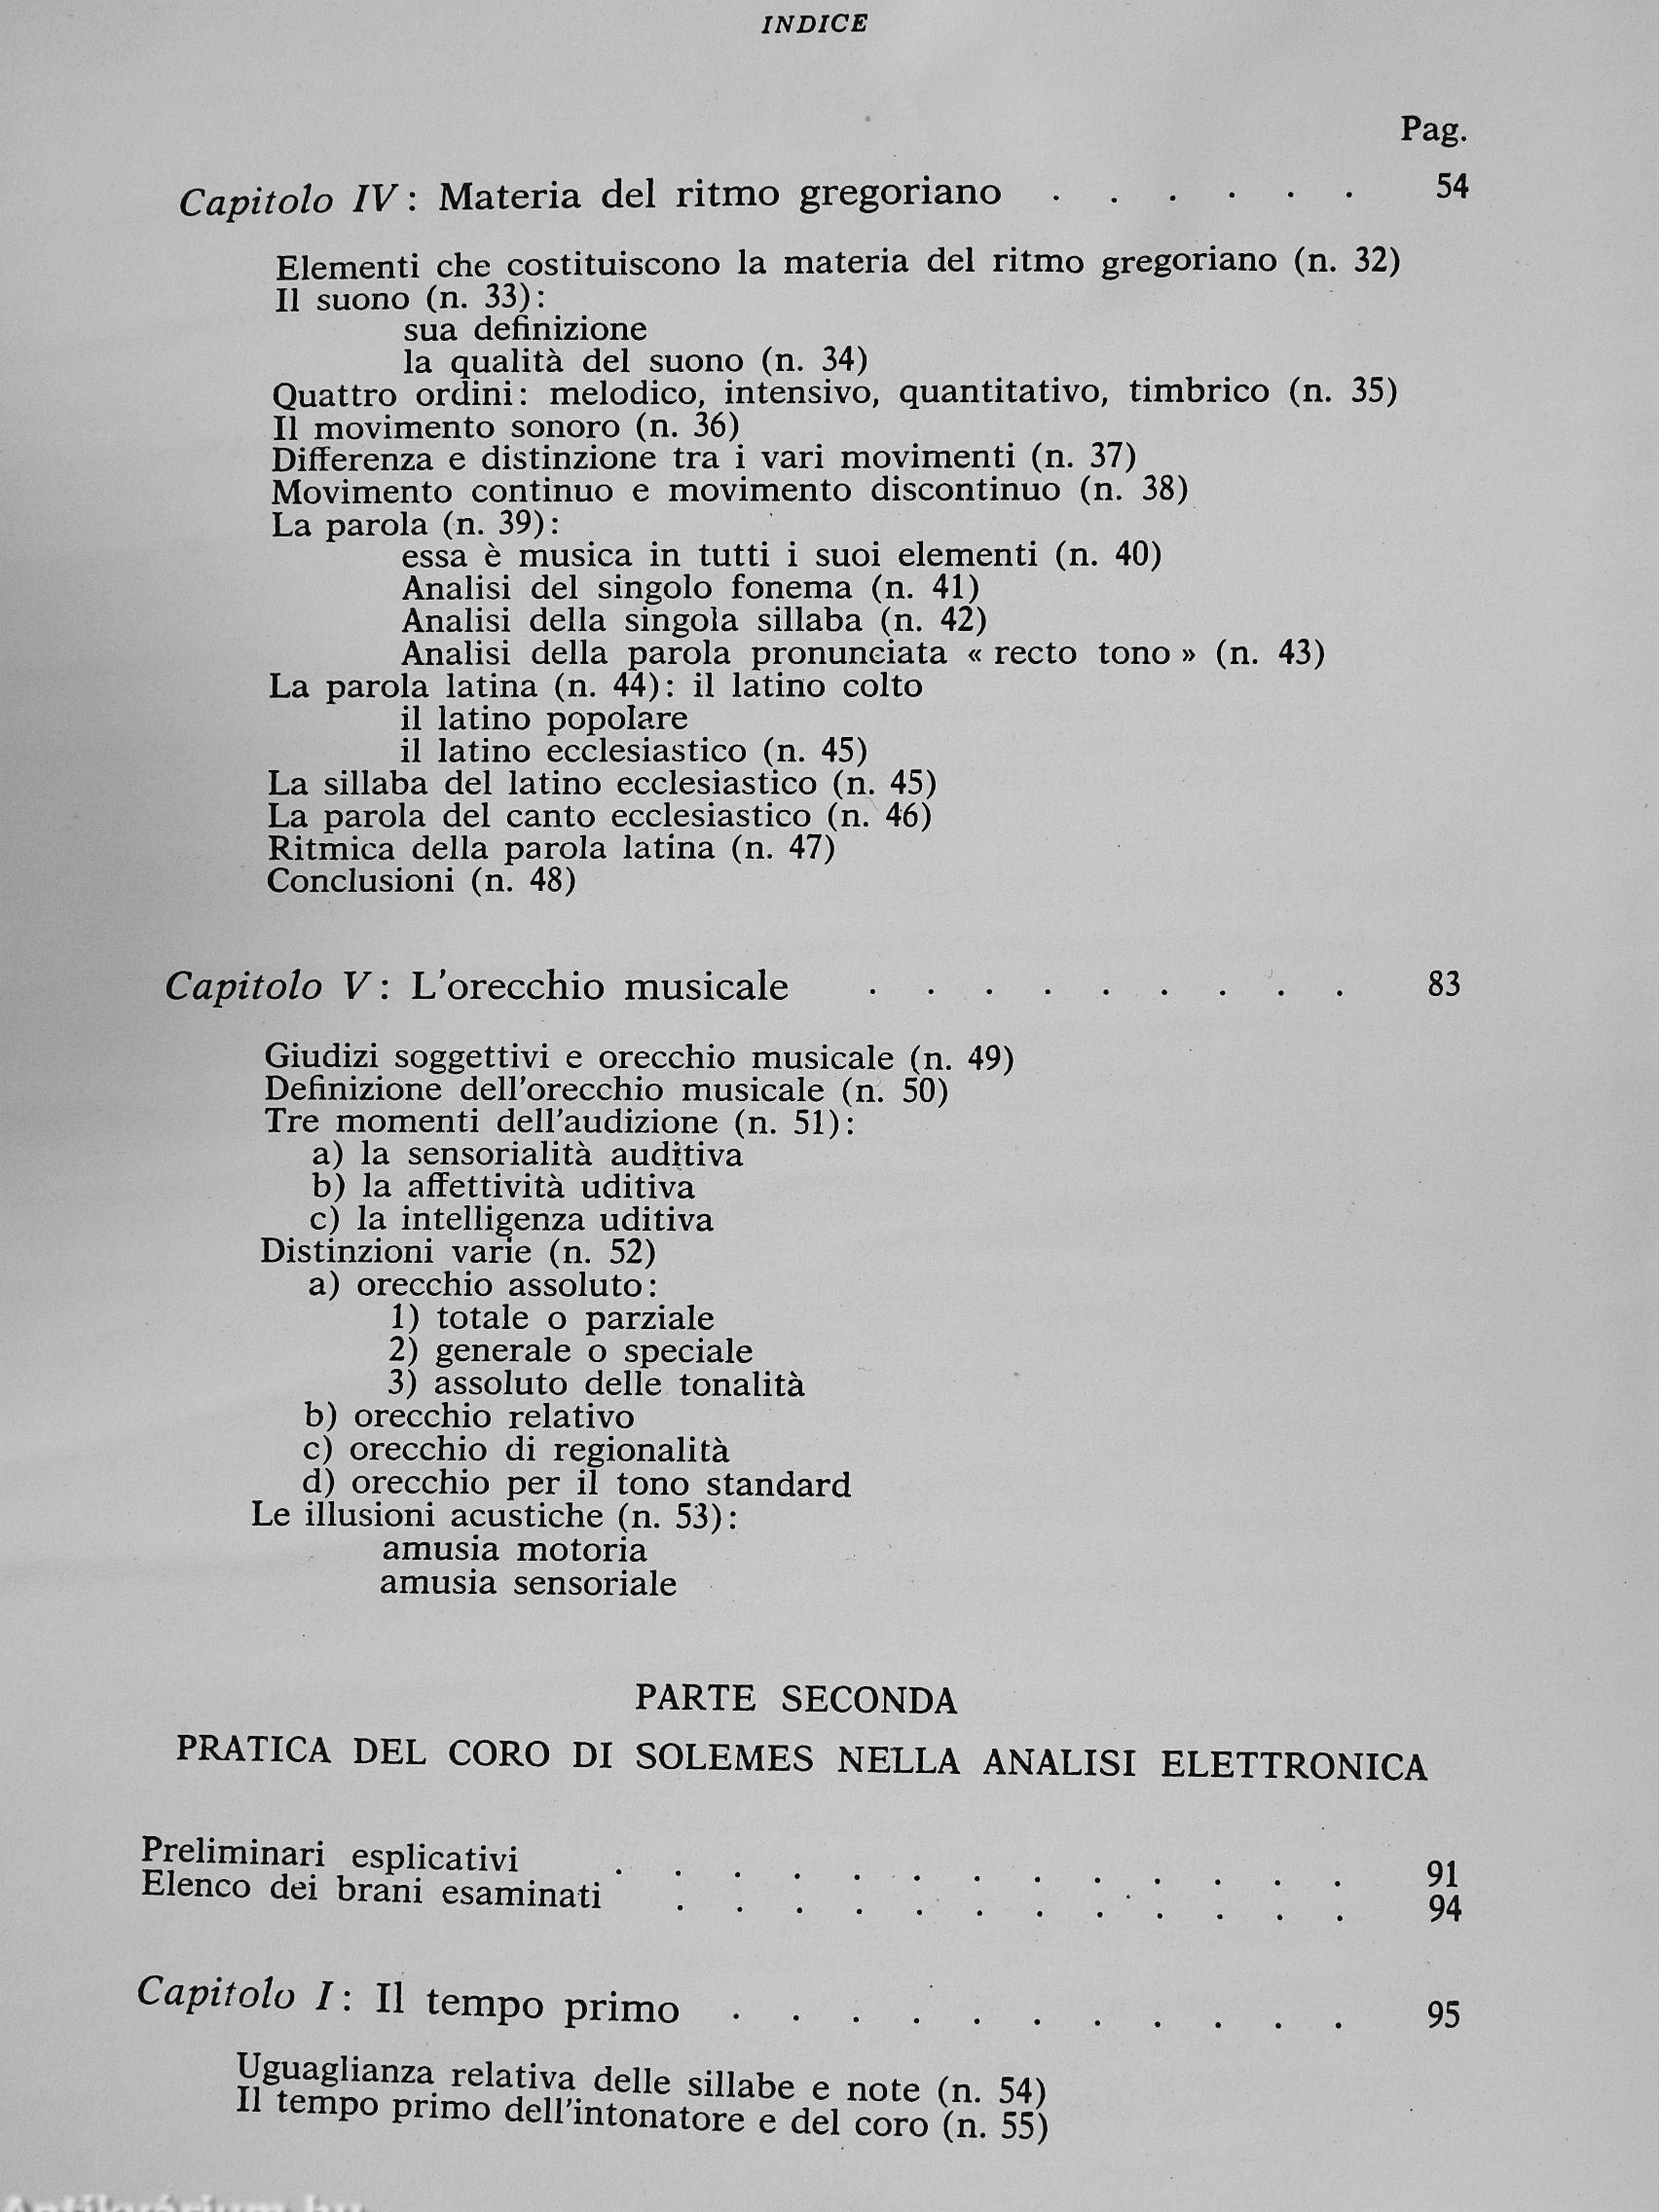 INDICE
Pag.
Capitolo IV: Materia del ritmo gregoriano . . . . . . 54
Elementi che costituiscono la materia del ritmo gregoriano (n. 32)
Il suono (n. 33):
sua definizione
la qualità del suono (n. 34)
Quattro ordini: melodico, intensivo, quantitativo, timbrico (n. 35)
Il movimento sonoro (n. 36)
Differenza e distinzione tra i vari movimenti (n. 37)
Movimento continuo e movimento discontinuo (n. 38)
La parola (n. 39):
essa è musica in tutti i suoi elementi (n. 40)
Analisi del singolo fonema (n. 41)
Analisi della singola sillaba (n. 42)
Analisi della parola pronunciata « recto tono » (n. 43)
La parola latina (n. 44): il latino colto
il latino popolare
il latino ecclesiastico (n. 45)
La sillaba del latino ecclesiastico (n. 45)
La parola del canto ecclesiastico (n. 46)
Ritmica della parola latina (n. 47)
Conclusioni (n. 48)
Capitolo V: L'orecchio musicale . . . . . . . . . 83
Giudizi soggettivi e orecchio musicale (n. 49)
Definizione dell'orecchio musicale (n. 50)
Tre momenti dell'audizione (n. 51):
a) la sensorialità auditiva
b) la affettività uditiva
c) la intelligenza uditiva
Distinzioni varie (n. 52)
a) orecchio assoluto:
1) totale o parziale
2) generale o speciale
3) assoluto delle tonalità
b) orecchio relativo
c) orecchio di regionalità
d) orecchio per il tono standard
Le illusioni acustiche (n. 53):
amusia motoria
amusia sensoriale
PARTE SECONDA
PRATICA DEL CORO DI SOLEMES NELLA ANALISI ELETTRONICA
Preliminari esplicativi . . . . . . . . . . . . . 91
Elenco dei brani esaminati . . . . . . . . . . . . 94
Capitolo I: Il tempo primo . . . . . . . . . . . 95
Uguaglianza relativa delle sillabe e note (n. 54)
Il tempo primo dell'intonatore e del coro (n. 55)
Antikvárium.hu